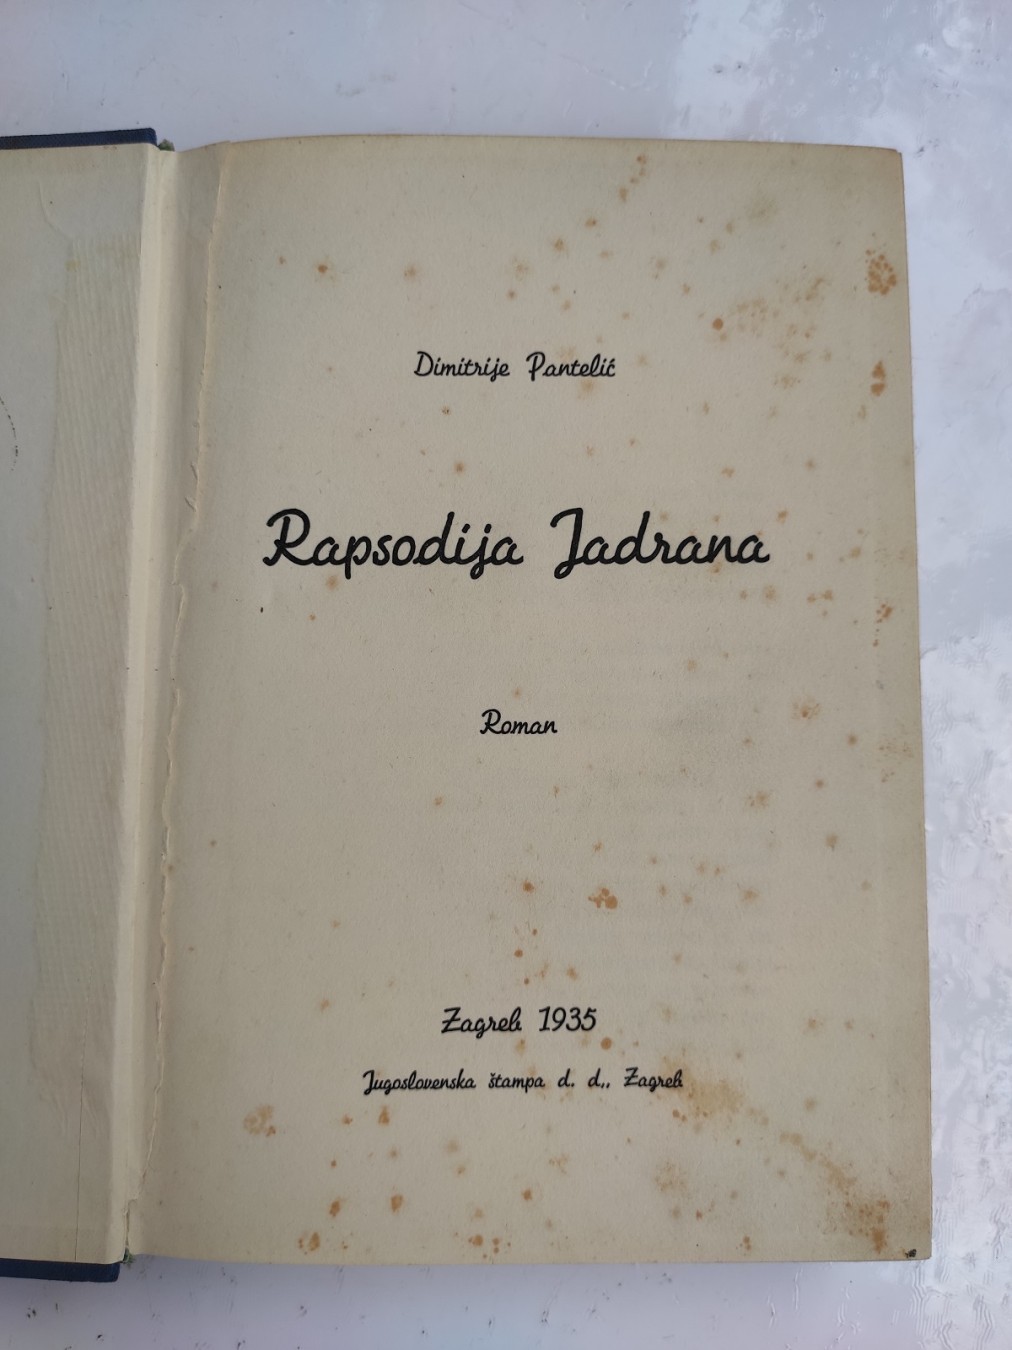 Dimitrije Pantelić
Rapsodija Jadrana
Roman
Zagreb 1935
Jugoslovenska štampa d. d., Zagreb